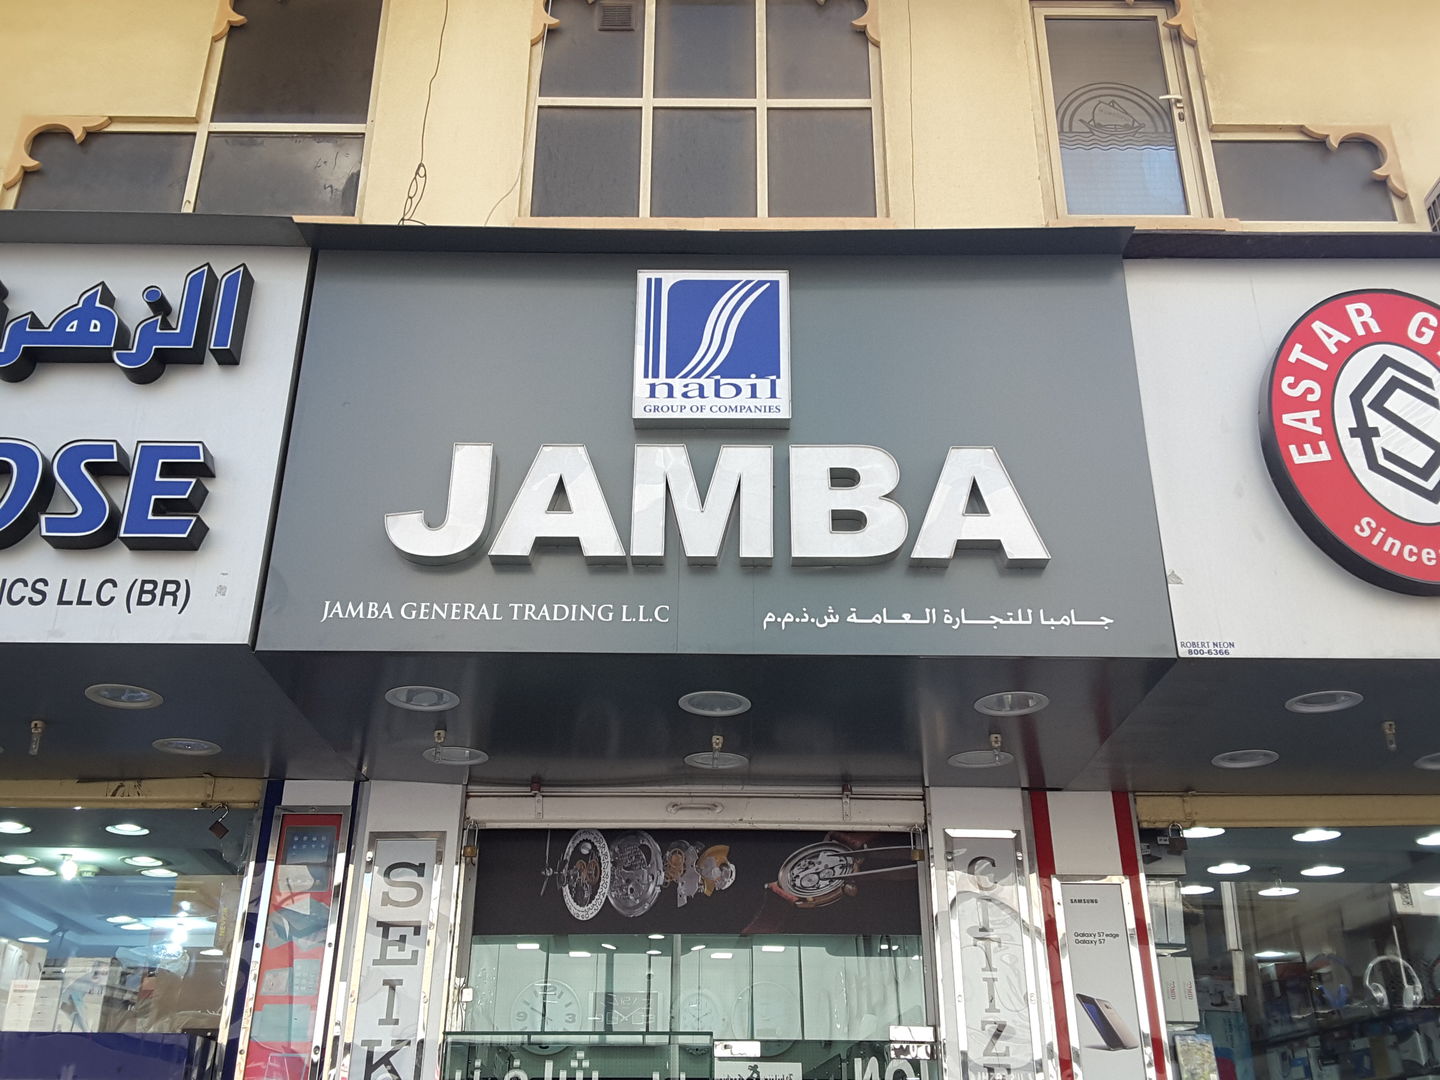 nabil
GROUP OF COMPANIES
JAMBA
JAMBA GENERAL TRADING L.L.C
جامبا للتجارة العامة ش.ذ.م.م
OSE
ICS LLC (BR)
EASTAR G
Since
ROBERT NEON
800-6366
SEIK
CITIZ
SAMSUNG
Galaxy S7 edge
Galaxy S7